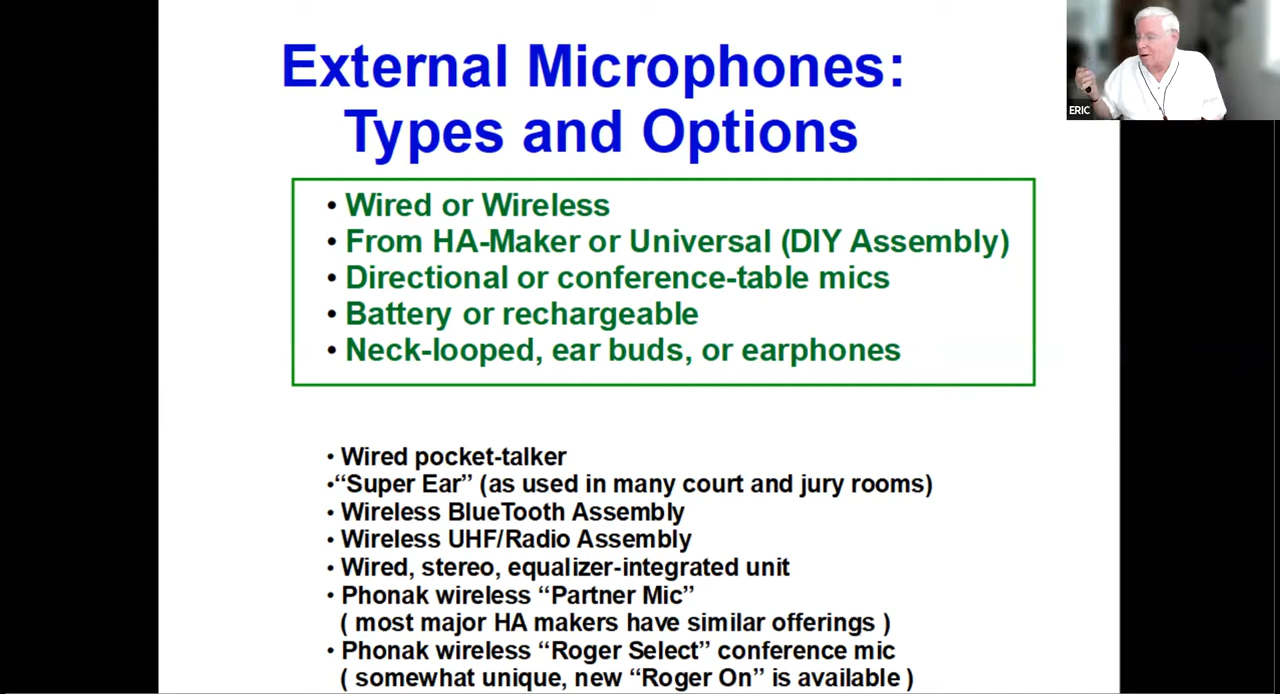 External Microphones:
Types and Options
ERIC
• Wired or Wireless
• From HA-Maker or Universal (DIY Assembly)
• Directional or conference-table mics
• Battery or rechargeable
• Neck-looped, ear buds, or earphones
• Wired pocket-talker
•“Super Ear” (as used in many court and jury rooms)
• Wireless BlueTooth Assembly
• Wireless UHF/Radio Assembly
• Wired, stereo, equalizer-integrated unit
• Phonak wireless “Partner Mic”
( most major HA makers have similar offerings )
• Phonak wireless “Roger Select” conference mic
( somewhat unique, new “Roger On” is available )